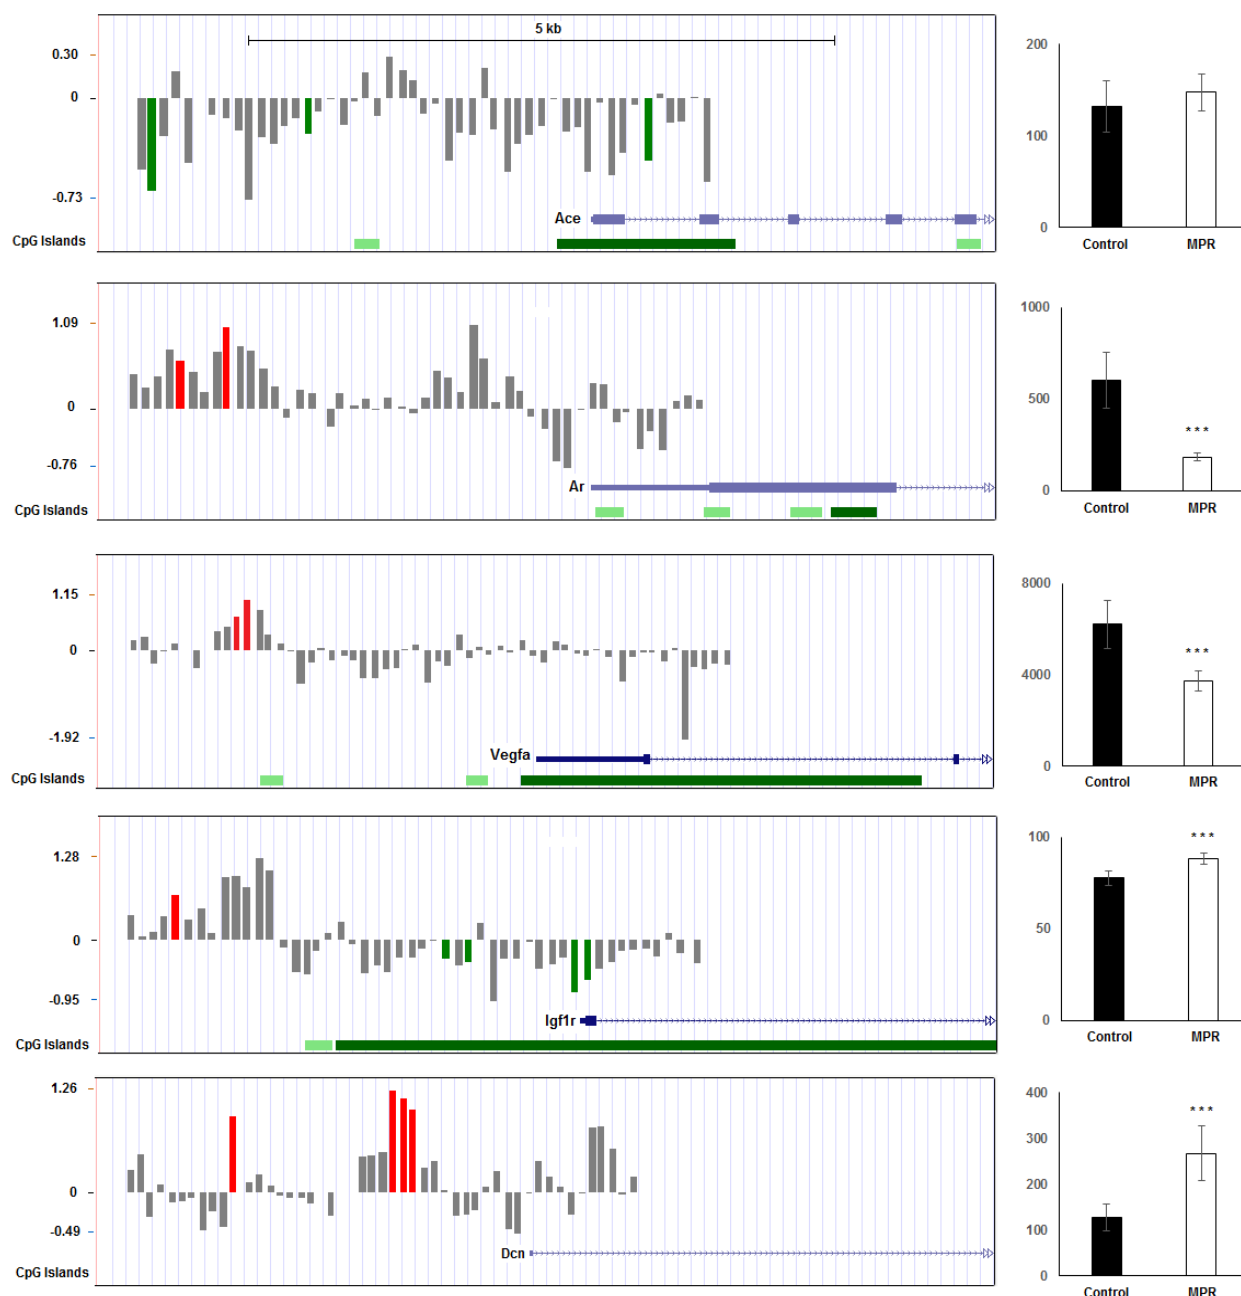 5 kb
0.30
0
-0.73
Ace
CpG Islands
200
100
0
Control MPR
1.09
0
-0.76
Ar
CpG Islands
1000
500
0
***
Control MPR
1.15
0
-1.92
Vegfa
CpG Islands
8000
4000
0
***
Control MPR
1.28
0
-0.95
Igf1r
CpG Islands
100
50
0
***
Control MPR
1.26
0
-0.49
Dcn
CpG Islands
400
300
200
100
0
***
Control MPR